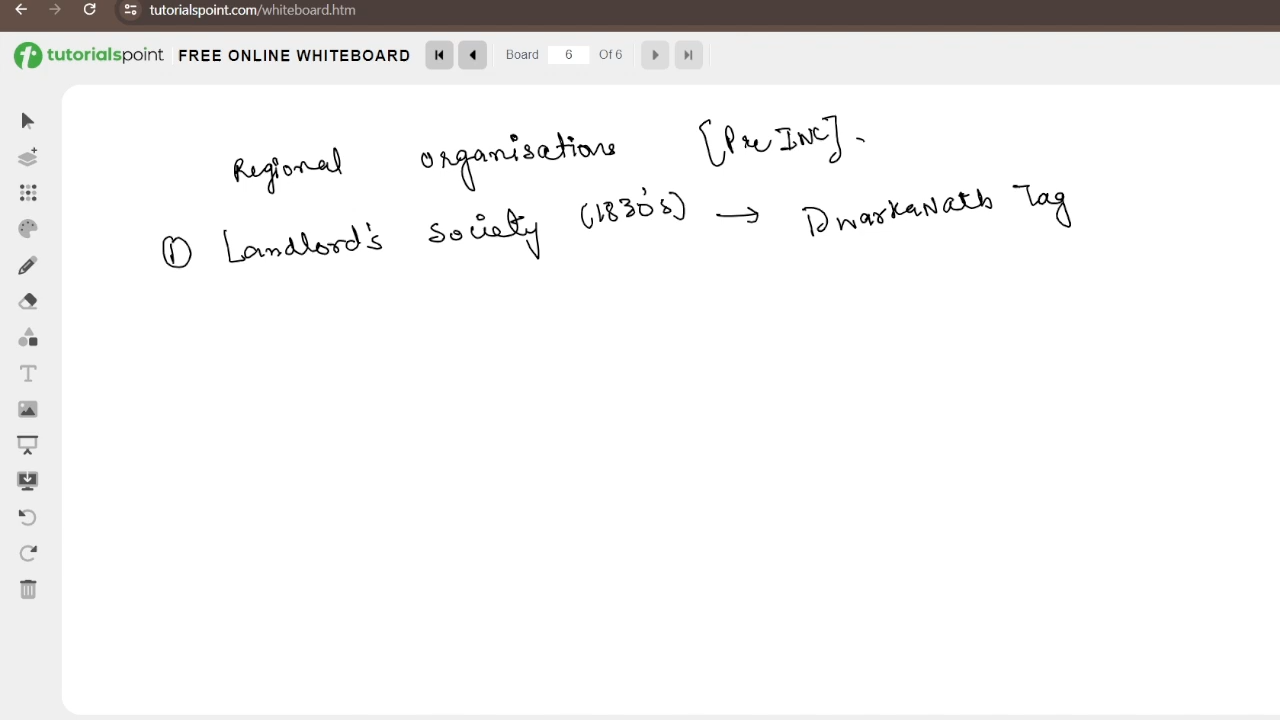 tutorialspoint.com/whiteboard.htm
tutorialspoint FREE ONLINE WHITEBOARD Board 6 Of 6
Regional organisations [Pre INC].
① Landlord's Society (1830's) → Dwarkanath Tag
T